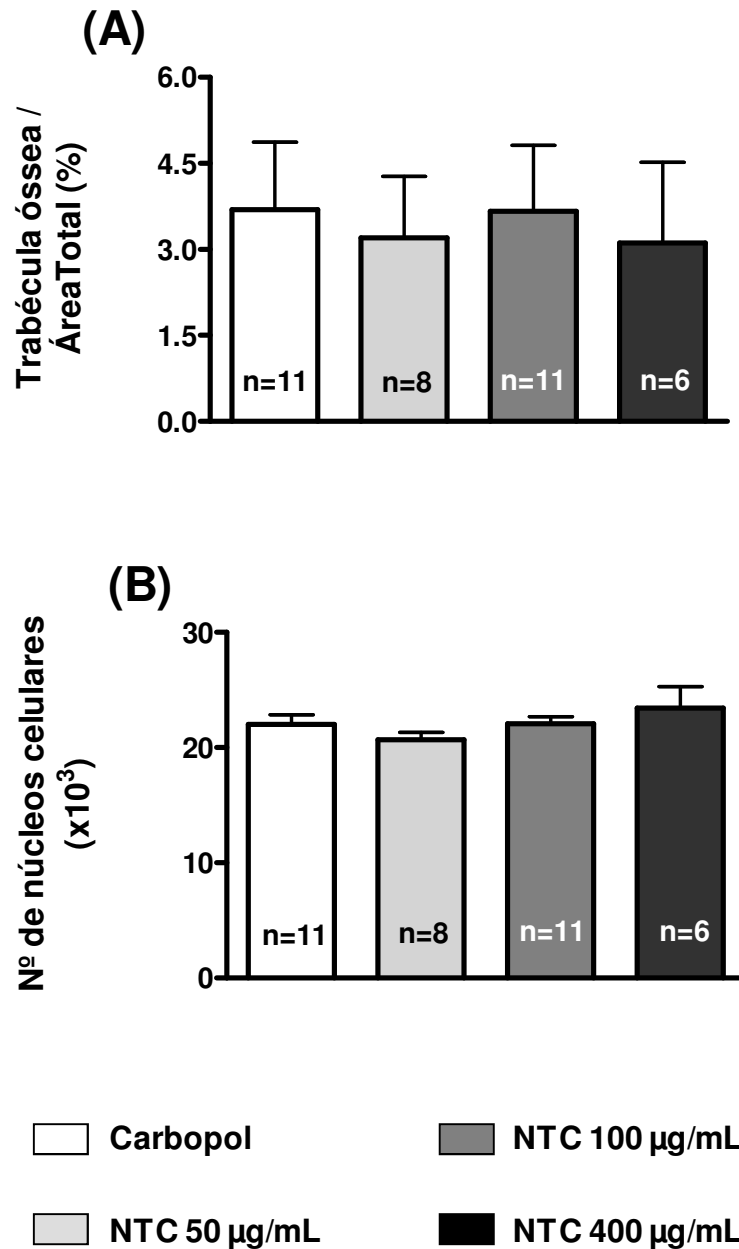 (A)
Trabécula óssea /
ÁreaTotal (%)
6.0
4.5
3.0
1.5
0.0
n=11
n=8
n=11
n=6
(B)
Nº de núcleos celulares
(x10³)
30
20
10
0
n=11
n=8
n=11
n=6
Carbopol
NTC 100 µg/mL
NTC 50 µg/mL
NTC 400 µg/mL